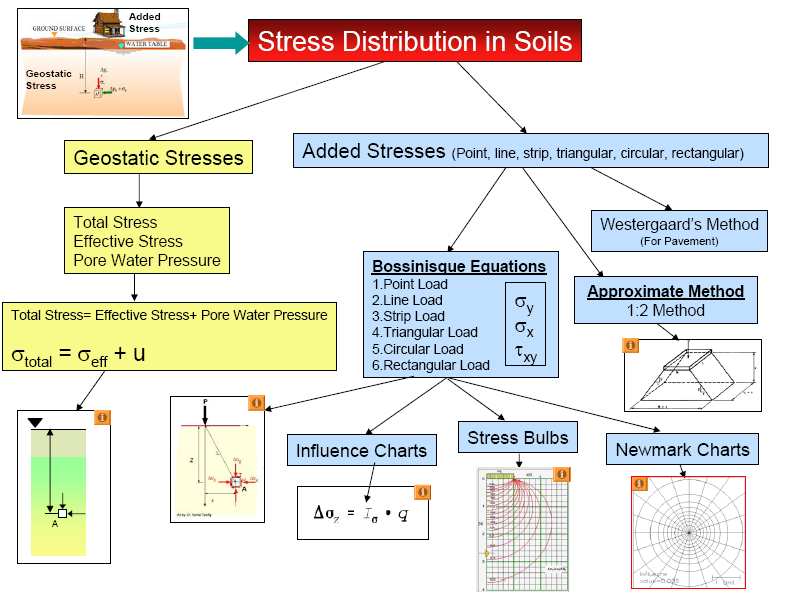 Added
Stress
GROUND SURFACE
WATER TABLE
Geostatic
Stress
H
Stress Distribution in Soils
Geostatic Stresses
Added Stresses (Point, line, strip, triangular, circular, rectangular)
Total Stress
Effective Stress
Pore Water Pressure
Westergaard's Method
(For Pavement)
Bossinisque Equations
1.Point Load
2.Line Load
3.Strip Load
4.Triangular Load
5.Circular Load
6.Rectangular Load
σy
σx
τxy
Approximate Method
1:2 Method
Total Stress= Effective Stress+ Pore Water Pressure
σtotal = σeff + u
A
P
Z
A
Influence Charts
Δσz = Iσ • q
Stress Bulbs
Newmark Charts